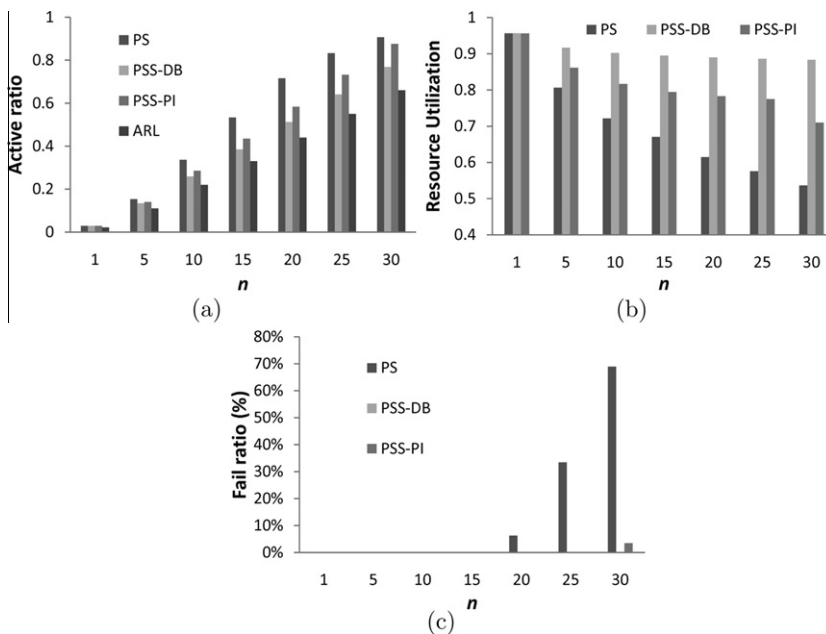 1
0.8
0.6
0.4
0.2
0
Active ratio
PS
PSS-DB
PSS-PI
ARL
1 5 10 15 20 25 30
n
(a)
1
0.9
0.8
0.7
0.6
0.5
0.4
Resource Utilization
PS PSS-DB PSS-PI
1 5 10 15 20 25 30
n
(b)
80%
70%
60%
50%
40%
30%
20%
10%
0%
Fail ratio (%)
PS
PSS-DB
PSS-PI
1 5 10 15 20 25 30
n
(c)